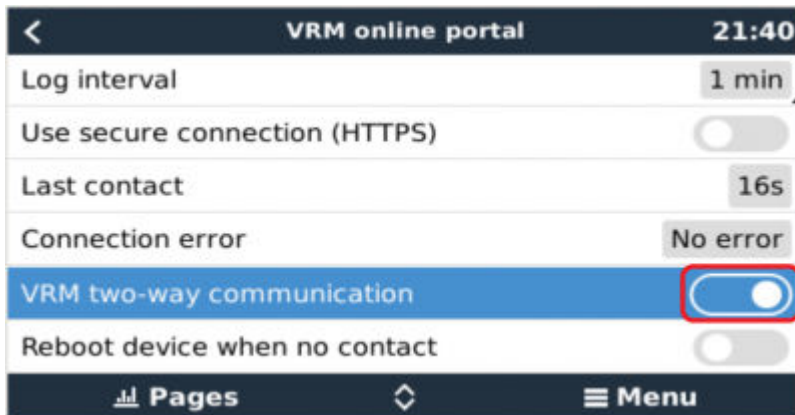 VRM online portal 21:40
Log interval 1 min
Use secure connection (HTTPS)
Last contact 16s
Connection error No error
VRM two-way communication
Reboot device when no contact
Pages Menu